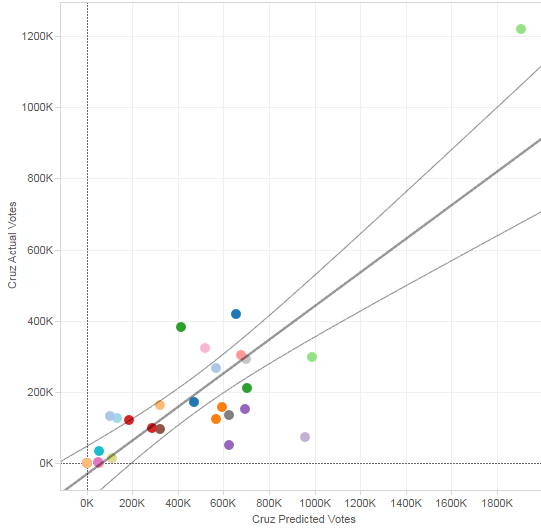 1200K
1000K
800K
600K
400K
200K
0K
Cruz Actual Votes
0K 200K 400K 600K 800K 1000K 1200K 1400K 1600K 1800K
Cruz Predicted Votes